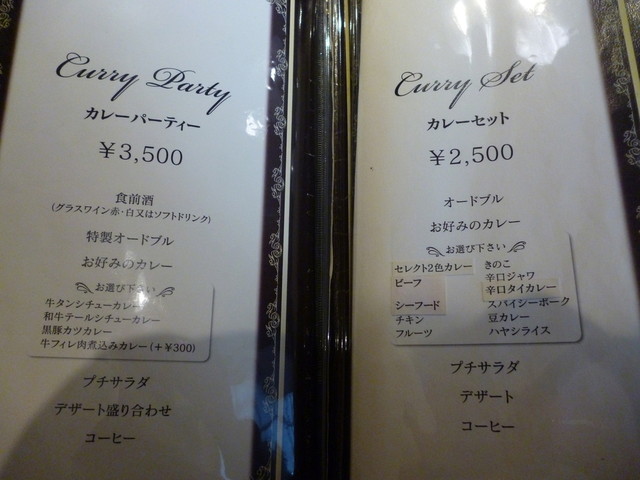 Curry Party
カレーパーティー
￥3,500
食前酒
(グラスワイン赤・白又はソフトドリンク)
特製オードブル
お好みのカレー
お選び下さい
牛タンシチューカレー
和牛テールシチューカレー
黒豚カツカレー
牛フィレ肉煮込みカレー(＋￥300)
プチサラダ
デザート盛り合わせ
コーヒー
Curry Set
カレーセット
￥2,500
オードブル
お好みのカレー
お選び下さい
セレクト2色カレー
ビーフ
シーフード
チキン
フルーツ
きのこ
辛口ジャワ
辛口タイカレー
スパイシーポーク
豆カレー
ハヤシライス
プチサラダ
デザート
コーヒー